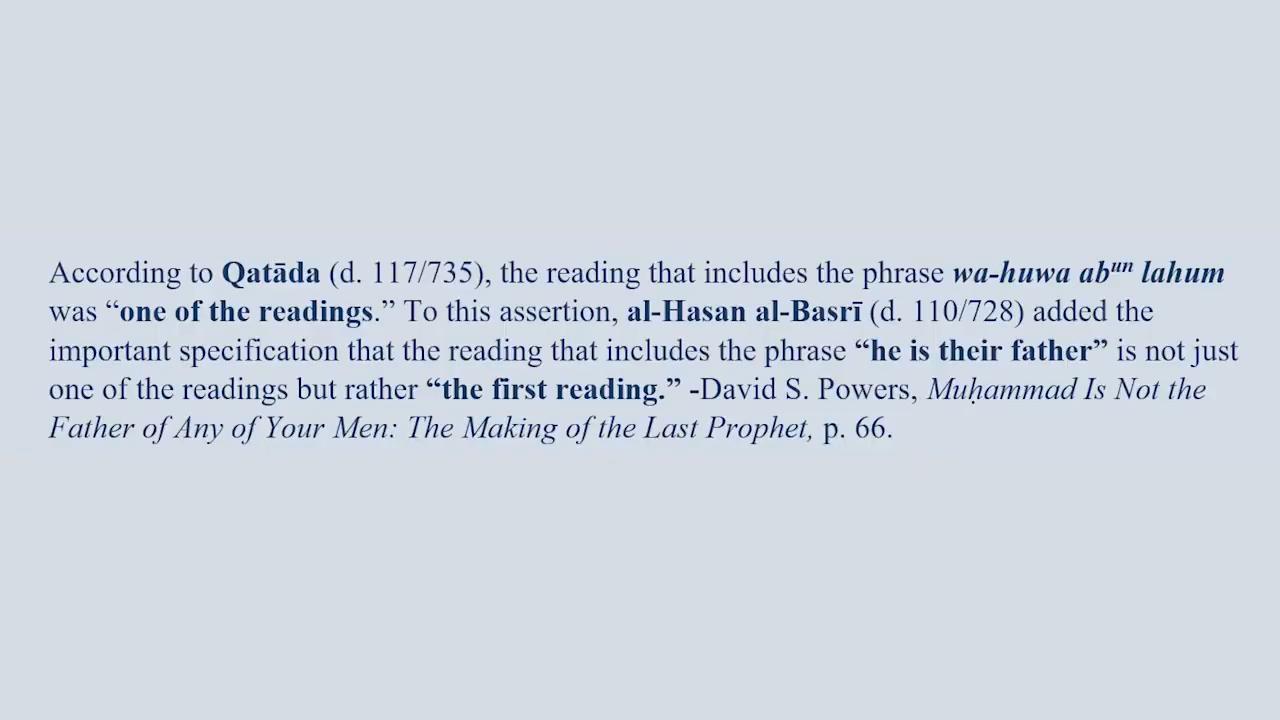 According to Qatāda (d. 117/735), the reading that includes the phrase wa-huwa abᵘⁿ lahum
was “one of the readings.” To this assertion, al-Hasan al-Basrī (d. 110/728) added the
important specification that the reading that includes the phrase “he is their father” is not just
one of the readings but rather “the first reading.” -David S. Powers, Muḥammad Is Not the
Father of Any of Your Men: The Making of the Last Prophet, p. 66.